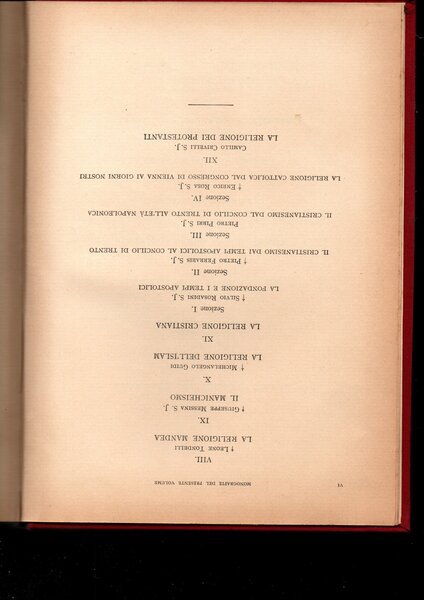 VI
MONOGRAFIE DEL PRESENTE VOLUME
VIII.
† Leone Tondelli
LA RELIGIONE MANDEA
IX.
† Giuseppe Messina S. J.
IL MANICHEISMO
X.
† Michelangelo Guidi
LA RELIGIONE DELL'ISLAM
XI.
LA RELIGIONE CRISTIANA
Sezione I.
† Silvio Rosadini S. J.
LA FONDAZIONE E I TEMPI APOSTOLICI
Sezione II.
† Pietro Ferraris S. J.
IL CRISTIANESIMO DAI TEMPI APOSTOLICI AL CONCILIO DI TRENTO
Sezione III.
Pietro Pirri S. J.
IL CRISTIANESIMO DAL CONCILIO DI TRENTO ALL'ETÀ NAPOLEONICA
Sezione IV.
† Enrico Rosa S. J.
LA RELIGIONE CATTOLICA DAL CONGRESSO DI VIENNA AI GIORNI NOSTRI
XII.
Camillo Crivelli S. J.
LA RELIGIONE DEI PROTESTANTI